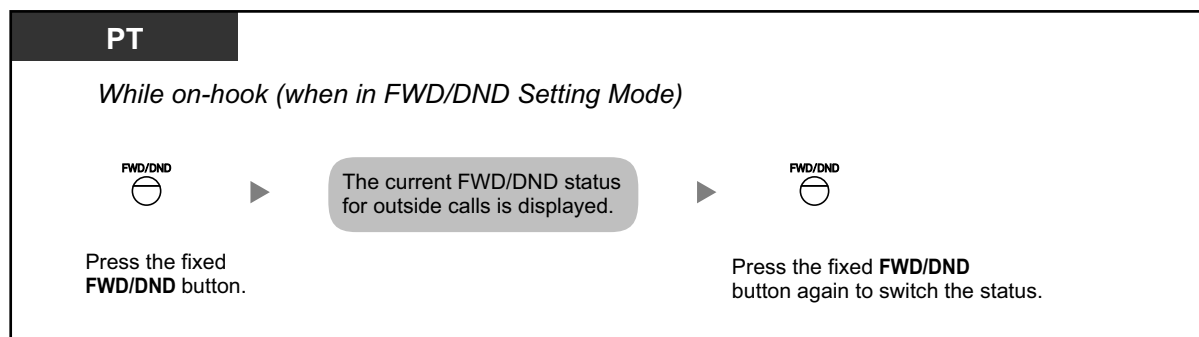 PT
While on-hook (when in FWD/DND Setting Mode)
FWD/DND
The current FWD/DND status
for outside calls is displayed.
FWD/DND
Press the fixed
FWD/DND button.
Press the fixed FWD/DND
button again to switch the status.